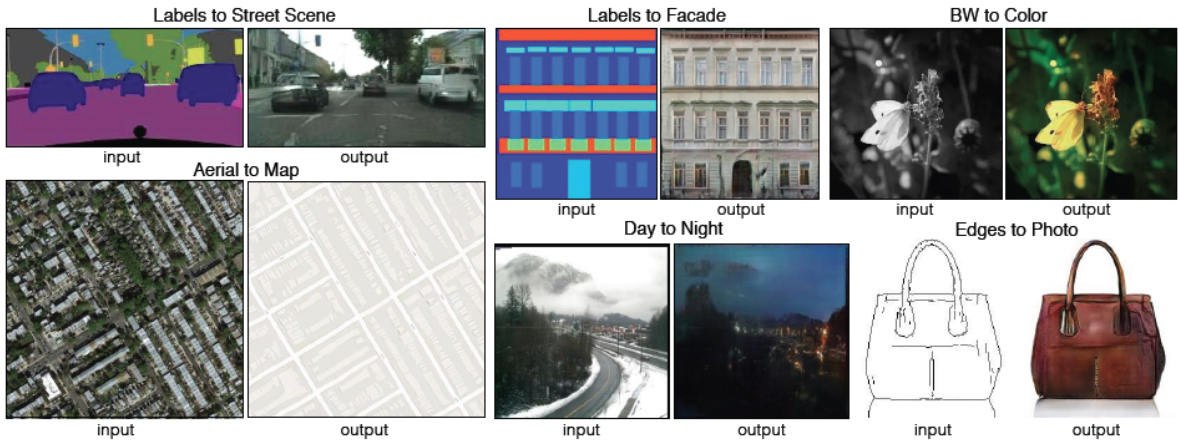 Labels to Street Scene
input
output
Aerial to Map
input
output
Labels to Facade
input
output
BW to Color
input
output
Day to Night
input
output
Edges to Photo
input
output